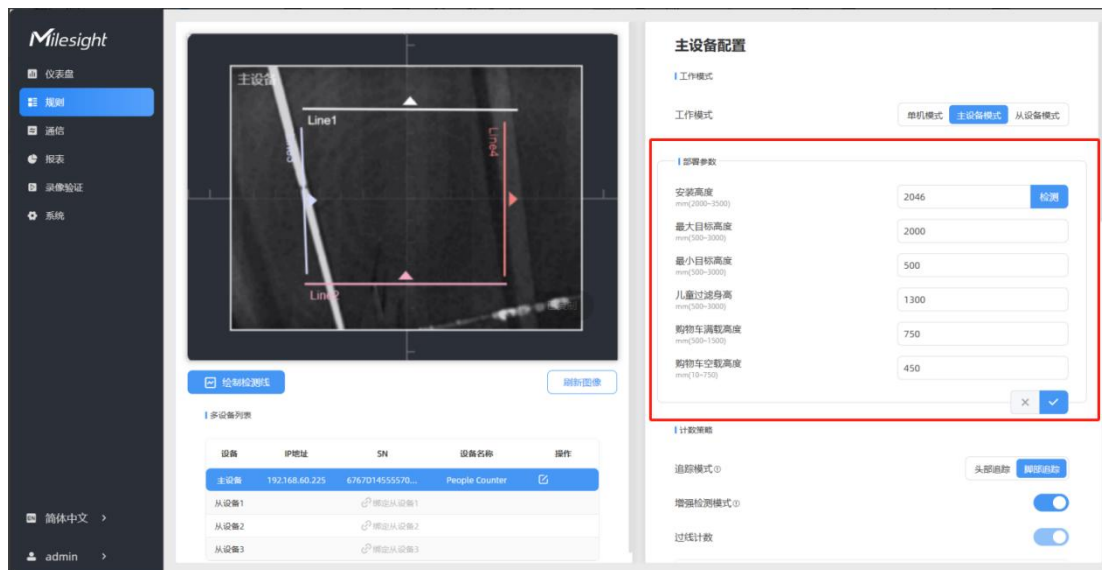 Milesight
仪表盘
规则
通信
报表
录像验证
系统
简体中文
admin
主设备
Line1
Line4
Line2
绘制检测线
刷新图像
多设备列表
设备 IP地址 SN 设备名称 操作
主设备 192.168.60.225 6767D14555570... People Counter
从设备1 绑定从设备1
从设备2 绑定从设备2
从设备3 绑定从设备3
主设备配置
工作模式
工作模式 单机模式 主设备模式 从设备模式
部署参数
安装高度 2046 检测
mm(2000~3500)
最大目标高度 2000
mm(500~3000)
最小目标高度 500
mm(500~3000)
儿童过滤身高 1300
mm(500~3000)
购物车满载高度 750
mm(500~1500)
购物车空载高度 450
mm(10~750)
计数策略
追踪模式 头部追踪 脚部追踪
增强检测模式
过线计数